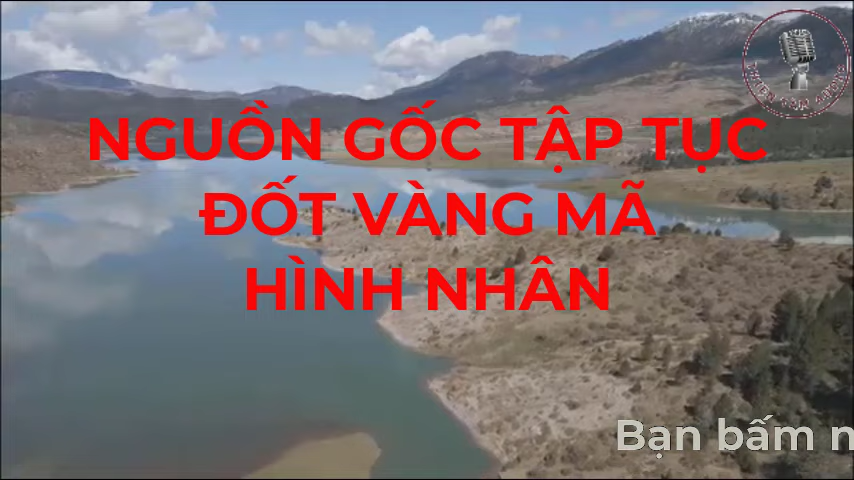 NGUỒN GỐC TẬP TỤC
ĐỐT VÀNG MÃ
HÌNH NHÂN
Bạn bấm